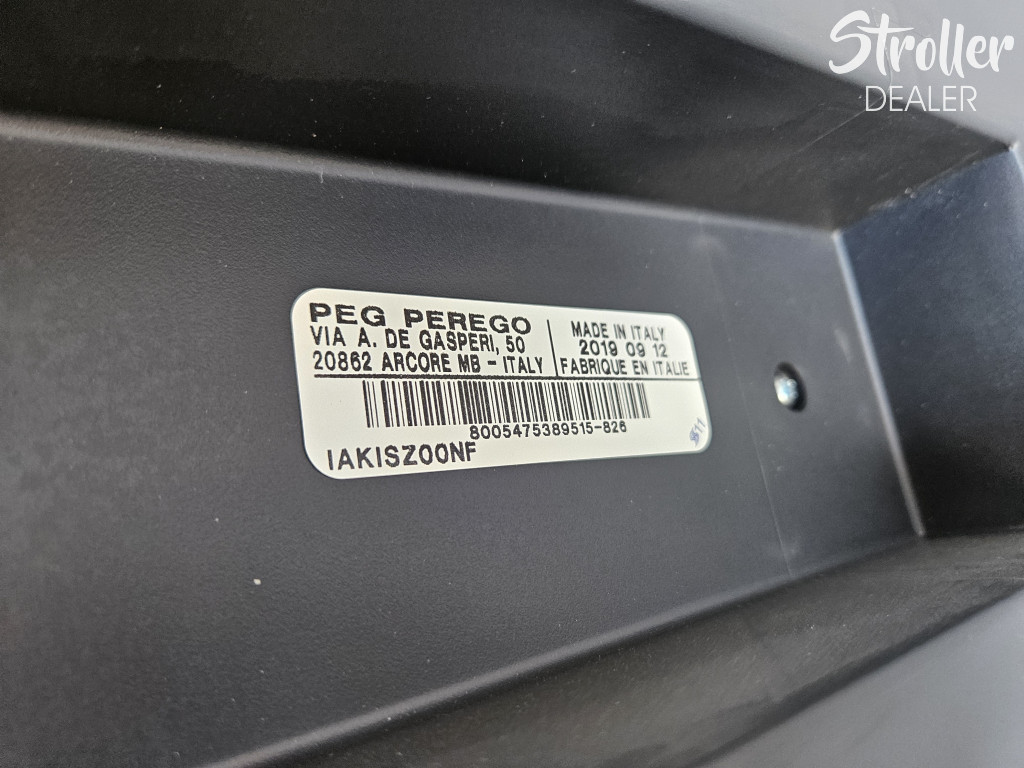 Stroller
DEALER
PEG PEREGO
VIA A. DE GASPERI, 50
20862 ARCORE MB - ITALY
MADE IN ITALY
2019 09 12
FABRIQUE EN ITALIE
8005475389515-826
IAKISZ00NF